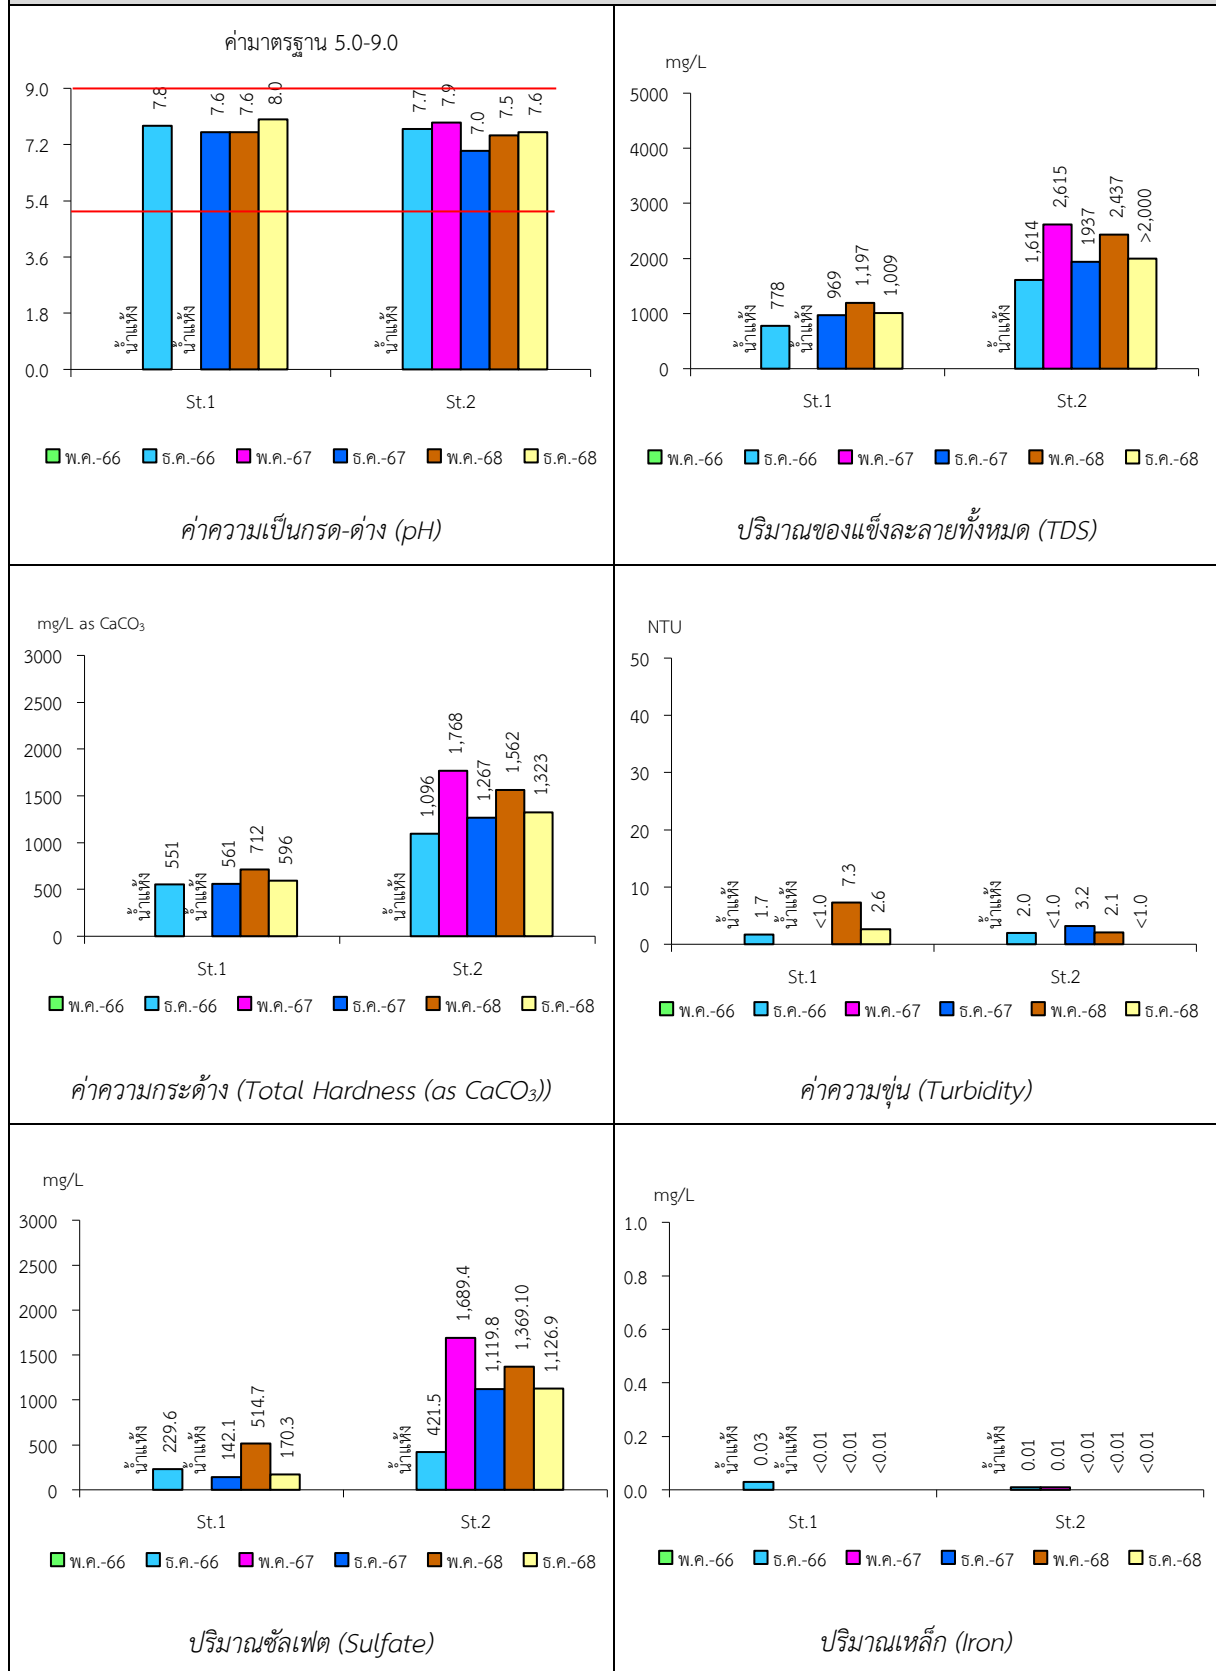 ค่ามาตรฐาน 5.0-9.0
9.0
7.2
5.4
3.6
1.8
0.0
น้ำแห้ง
7.8
น้ำแห้ง
7.6
7.6
8.0
น้ำแห้ง
7.7
7.9
7.0
7.5
7.6
St.1 St.2
พ.ค.-66 ธ.ค.-66 พ.ค.-67 ธ.ค.-67 พ.ค.-68 ธ.ค.-68
ค่าความเป็นกรด-ด่าง (pH)
mg/L
5000
4000
3000
2000
1000
0
น้ำแห้ง
778
น้ำแห้ง
969
1,197
1,009
น้ำแห้ง
1,614
2,615
1937
2,437
>2,000
St.1 St.2
พ.ค.-66 ธ.ค.-66 พ.ค.-67 ธ.ค.-67 พ.ค.-68 ธ.ค.-68
ปริมาณของแข็งละลายทั้งหมด (TDS)
mg/L as CaCO₃
3000
2500
2000
1500
1000
500
0
น้ำแห้ง
551
น้ำแห้ง
561
712
596
น้ำแห้ง
1,096
1,768
1,267
1,562
1,323
St.1 St.2
พ.ค.-66 ธ.ค.-66 พ.ค.-67 ธ.ค.-67 พ.ค.-68 ธ.ค.-68
ค่าความกระด้าง (Total Hardness (as CaCO₃))
NTU
50
40
30
20
10
0
น้ำแห้ง
1.7
น้ำแห้ง
<1.0
7.3
2.6
น้ำแห้ง
2.0
<1.0
3.2
2.1
<1.0
St.1 St.2
พ.ค.-66 ธ.ค.-66 พ.ค.-67 ธ.ค.-67 พ.ค.-68 ธ.ค.-68
ค่าความขุ่น (Turbidity)
mg/L
3000
2500
2000
1500
1000
500
0
น้ำแห้ง
229.6
น้ำแห้ง
142.1
514.7
170.3
น้ำแห้ง
421.5
1,689.4
1,119.8
1,369.10
1,126.9
St.1 St.2
พ.ค.-66 ธ.ค.-66 พ.ค.-67 ธ.ค.-67 พ.ค.-68 ธ.ค.-68
ปริมาณซัลเฟต (Sulfate)
mg/L
1.0
0.8
0.6
0.4
0.2
0.0
น้ำแห้ง
0.03
น้ำแห้ง
<0.01
<0.01
<0.01
น้ำแห้ง
0.01
0.01
<0.01
<0.01
<0.01
St.1 St.2
พ.ค.-66 ธ.ค.-66 พ.ค.-67 ธ.ค.-67 พ.ค.-68 ธ.ค.-68
ปริมาณเหล็ก (Iron)